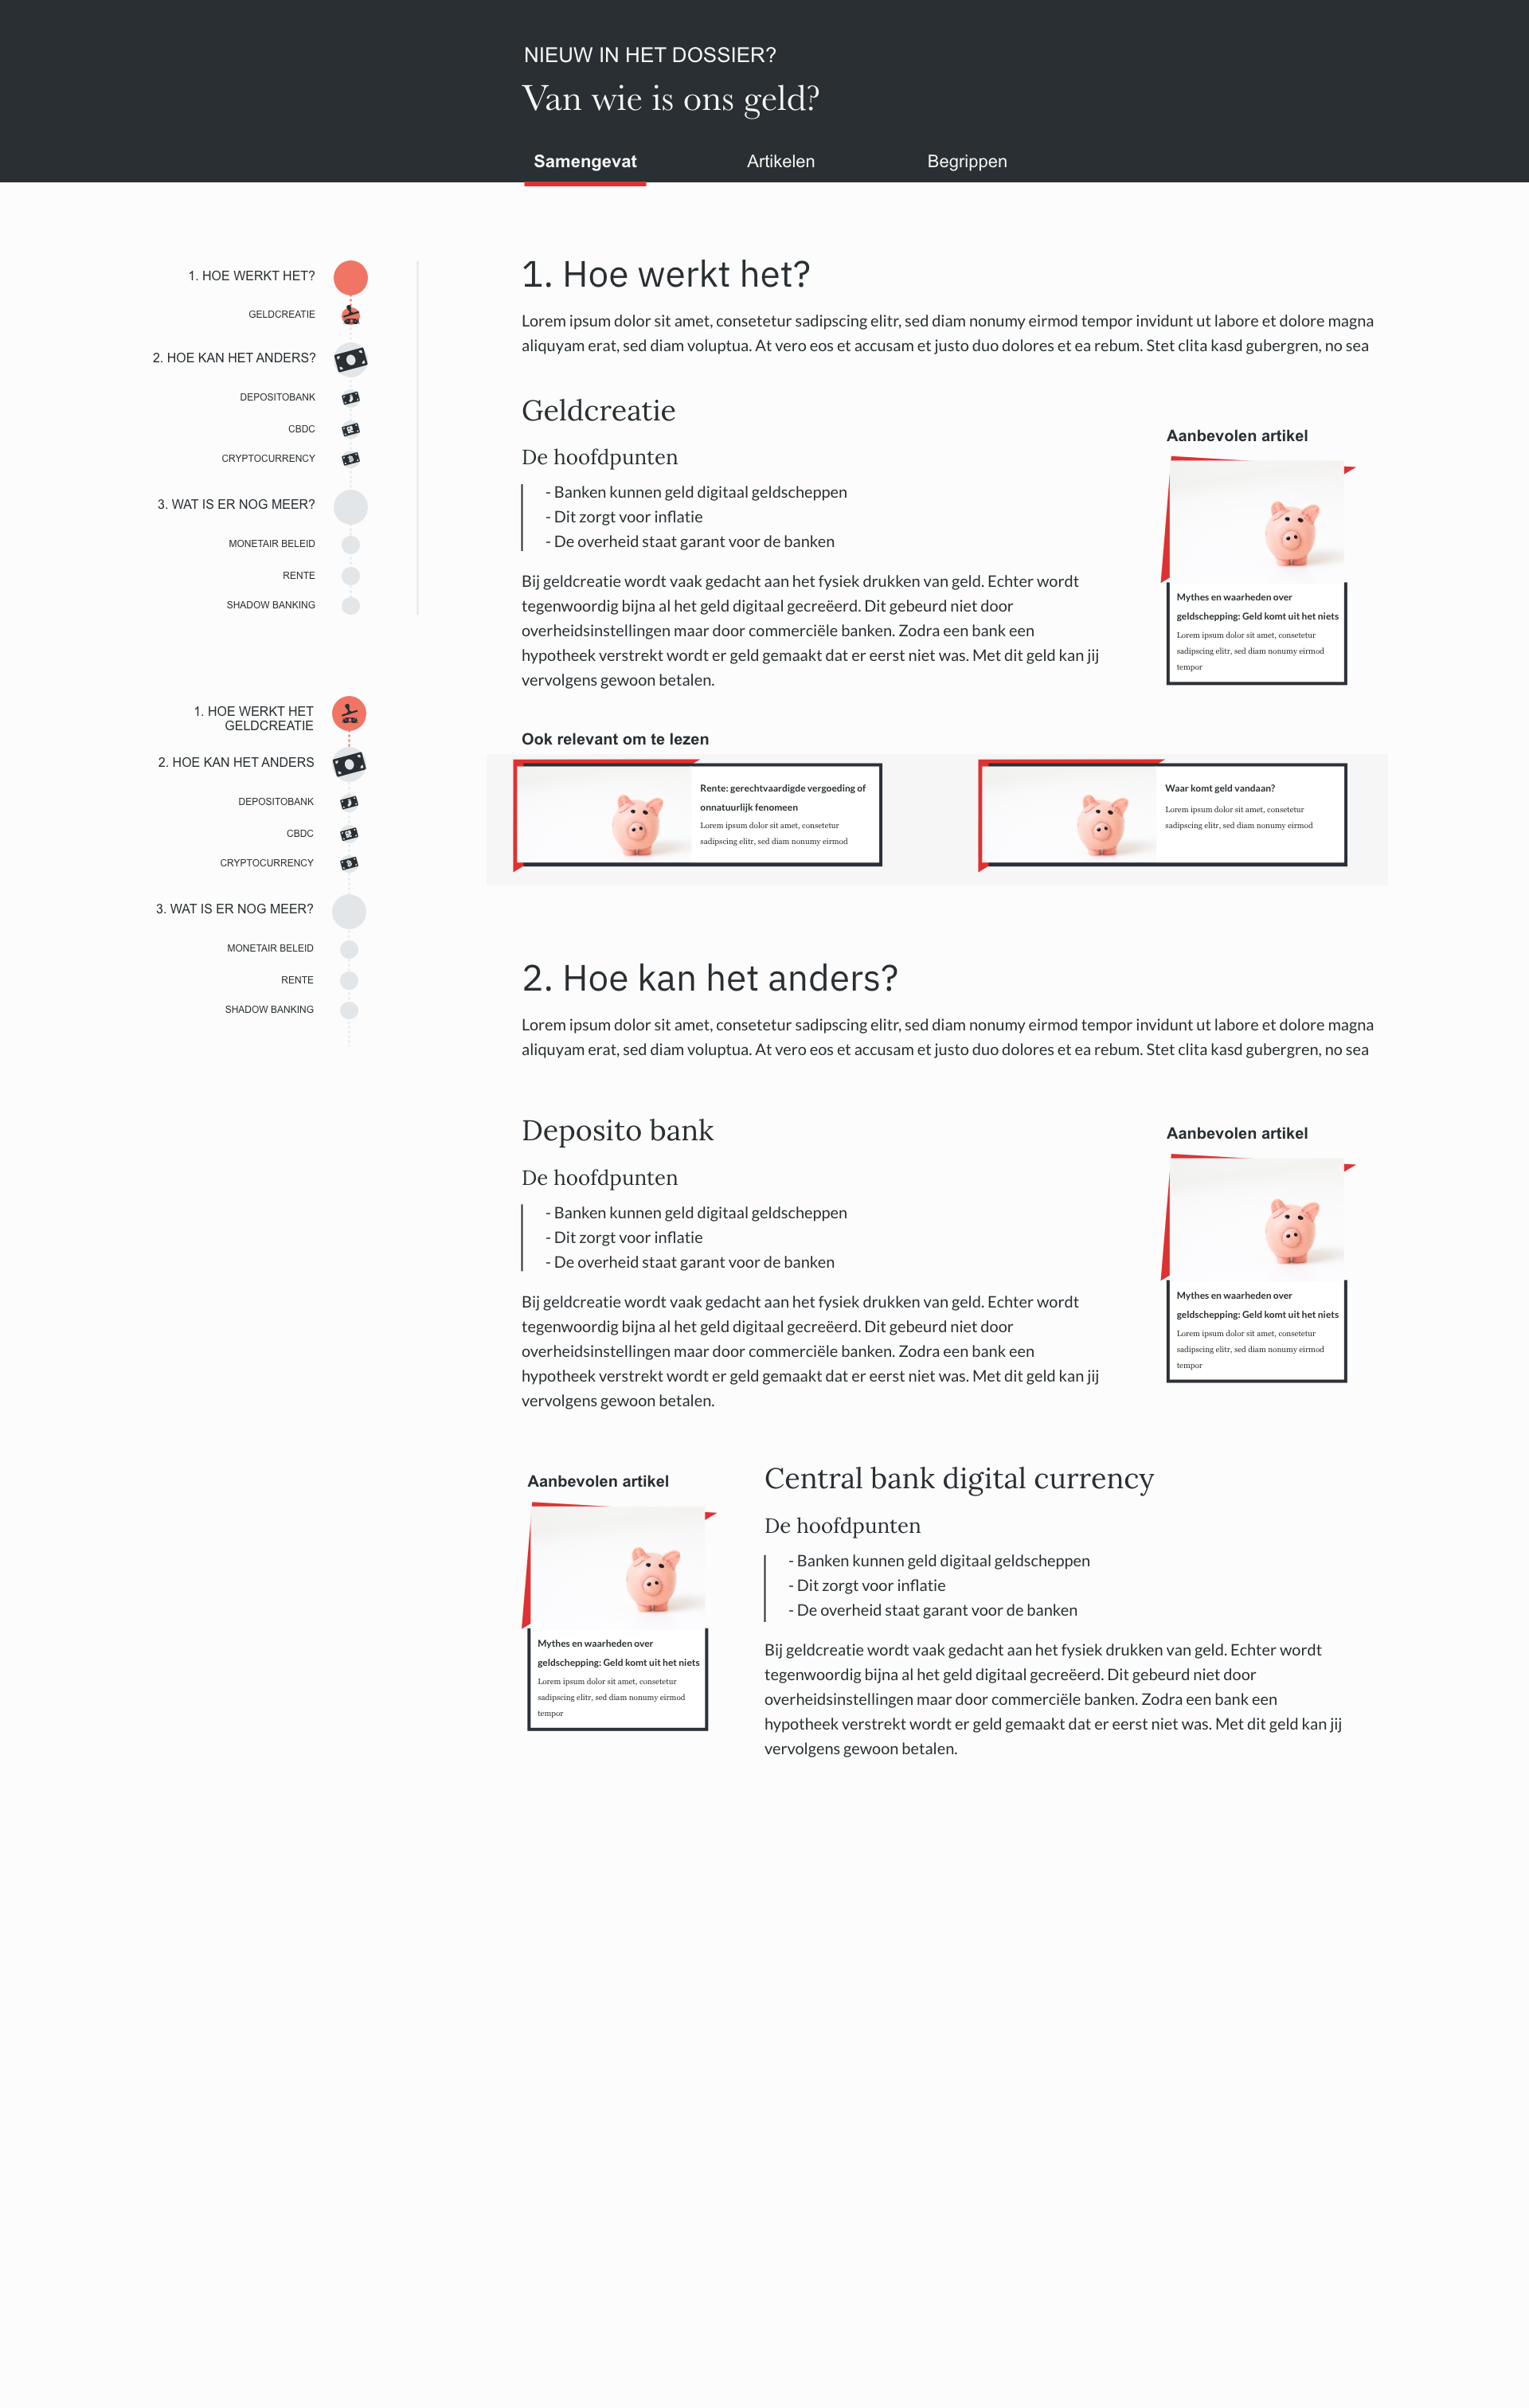 NIEUW IN HET DOSSIER?
Van wie is ons geld?
Samengevat
Artikelen
Begrippen
1. HOE WERKT HET?
GELDCREATIE
2. HOE KAN HET ANDERS?
DEPOSITOBANK
CBDC
CRYPTOCURRENCY
3. WAT IS ER NOG MEER?
MONETAIR BELEID
RENTE
SHADOW BANKING
1. HOE WERKT HET
GELDCREATIE
2. HOE KAN HET ANDERS
DEPOSITOBANK
CBDC
CRYPTOCURRENCY
3. WAT IS ER NOG MEER?
MONETAIR BELEID
RENTE
SHADOW BANKING
1. Hoe werkt het?
Lorem ipsum dolor sit amet, consetetur sadipscing elitr, sed diam nonumy eirmod tempor invidunt ut labore et dolore magna
aliquyam erat, sed diam voluptua. At vero eos et accusam et justo duo dolores et ea rebum. Stet clita kasd gubergren, no sea
Geldcreatie
De hoofdpunten
- Banken kunnen geld digitaal geldscheppen
- Dit zorgt voor inflatie
- De overheid staat garant voor de banken
Bij geldcreatie wordt vaak gedacht aan het fysiek drukken van geld. Echter wordt
tegenwoordig bijna al het geld digitaal gecreëerd. Dit gebeurd niet door
overheidsinstellingen maar door commerciële banken. Zodra een bank een
hypotheek verstrekt wordt er geld gemaakt dat er eerst niet was. Met dit geld kan jij
vervolgens gewoon betalen.
Aanbevolen artikel
Mythes en waarheden over
geldschepping: Geld komt uit het niets
Lorem ipsum dolor sit amet, consetetur
sadipscing elitr, sed diam nonumy eirmod
tempor
Ook relevant om te lezen
Rente: gerechtvaardigde vergoeding of
onnatuurlijk fenomeen
Lorem ipsum dolor sit amet, consetetur
sadipscing elitr, sed diam nonumy eirmod
Waar komt geld vandaan?
Lorem ipsum dolor sit amet, consetetur
sadipscing elitr, sed diam nonumy eirmod
2. Hoe kan het anders?
Lorem ipsum dolor sit amet, consetetur sadipscing elitr, sed diam nonumy eirmod tempor invidunt ut labore et dolore magna
aliquyam erat, sed diam voluptua. At vero eos et accusam et justo duo dolores et ea rebum. Stet clita kasd gubergren, no sea
Deposito bank
De hoofdpunten
- Banken kunnen geld digitaal geldscheppen
- Dit zorgt voor inflatie
- De overheid staat garant voor de banken
Bij geldcreatie wordt vaak gedacht aan het fysiek drukken van geld. Echter wordt
tegenwoordig bijna al het geld digitaal gecreëerd. Dit gebeurd niet door
overheidsinstellingen maar door commerciële banken. Zodra een bank een
hypotheek verstrekt wordt er geld gemaakt dat er eerst niet was. Met dit geld kan jij
vervolgens gewoon betalen.
Aanbevolen artikel
Mythes en waarheden over
geldschepping: Geld komt uit het niets
Lorem ipsum dolor sit amet, consetetur
sadipscing elitr, sed diam nonumy eirmod
tempor
Aanbevolen artikel
Mythes en waarheden over
geldschepping: Geld komt uit het niets
Lorem ipsum dolor sit amet, consetetur
sadipscing elitr, sed diam nonumy eirmod
tempor
Central bank digital currency
De hoofdpunten
- Banken kunnen geld digitaal geldscheppen
- Dit zorgt voor inflatie
- De overheid staat garant voor de banken
Bij geldcreatie wordt vaak gedacht aan het fysiek drukken van geld. Echter wordt
tegenwoordig bijna al het geld digitaal gecreëerd. Dit gebeurd niet door
overheidsinstellingen maar door commerciële banken. Zodra een bank een
hypotheek verstrekt wordt er geld gemaakt dat er eerst niet was. Met dit geld kan jij
vervolgens gewoon betalen.